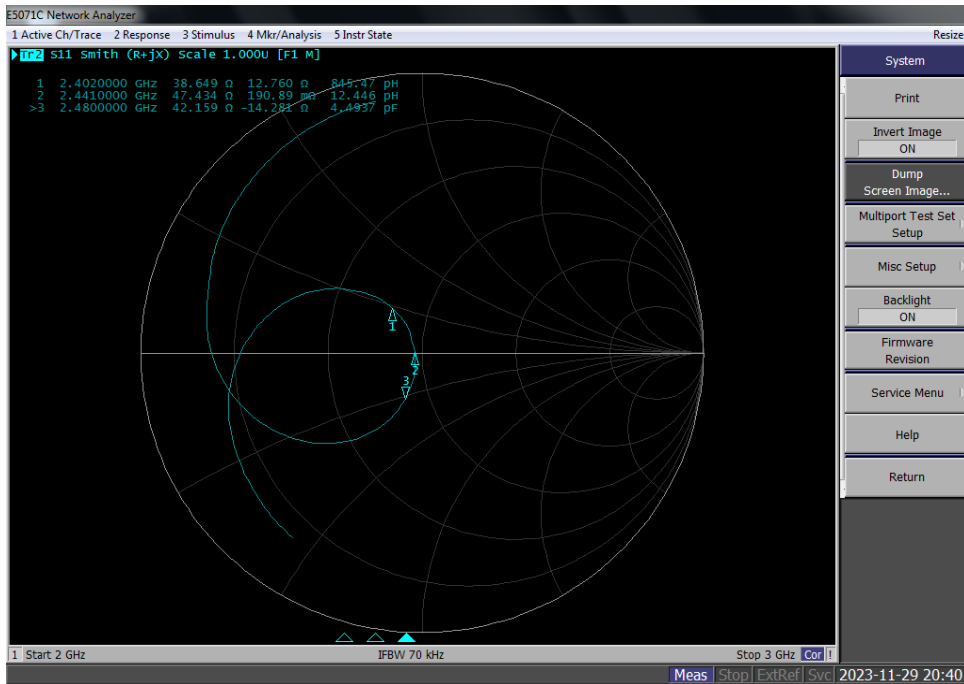 E5071C Network Analyzer
1 Active Ch/Trace 2 Response 3 Stimulus 4 Mkr/Analysis 5 Instr State Resize
Tr2 S11 Smith (R+jX) Scale 1.000U [F1 M]
1 2.4020000 GHz 38.649 Ω 12.760 Ω 845.47 pH
2 2.4410000 GHz 47.434 Ω 190.89 mΩ 12.446 pH
>3 2.4800000 GHz 42.159 Ω -14.281 Ω 4.4937 pF
1
2
3
System
Print
Invert Image
ON
Dump
Screen Image...
Multiport Test Set
Setup
Misc Setup
Backlight
ON
Firmware
Revision
Service Menu
Help
Return
1 Start 2 GHz IFBW 70 kHz Stop 3 GHz Cor !
Meas Stop ExtRef Svc 2023-11-29 20:40